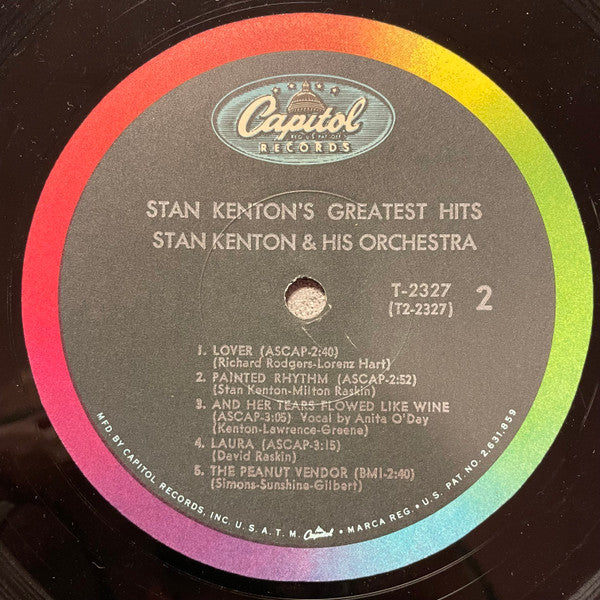 Capitol
REG. U.S. PAT. OFF.
RECORDS
STAN KENTON'S GREATEST HITS
STAN KENTON & HIS ORCHESTRA
T-2327
(T2-2327)
2
1. LOVER (ASCAP-2:40)
(Richard Rodgers-Lorenz Hart)
2. PAINTED RHYTHM (ASCAP-2:52)
(Stan Kenton-Milton Raskin)
3. AND HER TEARS FLOWED LIKE WINE
(ASCAP-3:05) Vocal by Anita O'Day
(Kenton-Lawrence-Greene)
4. LAURA (ASCAP-3:15)
(David Raskin)
5. THE PEANUT VENDOR (BMI-2:40)
(Simons-Sunshine-Gilbert)
MFD. BY CAPITOL RECORDS, INC. U. S. A. T. M. Capitol • MARCA REG. • U. S. PAT. NO. 2,631,859